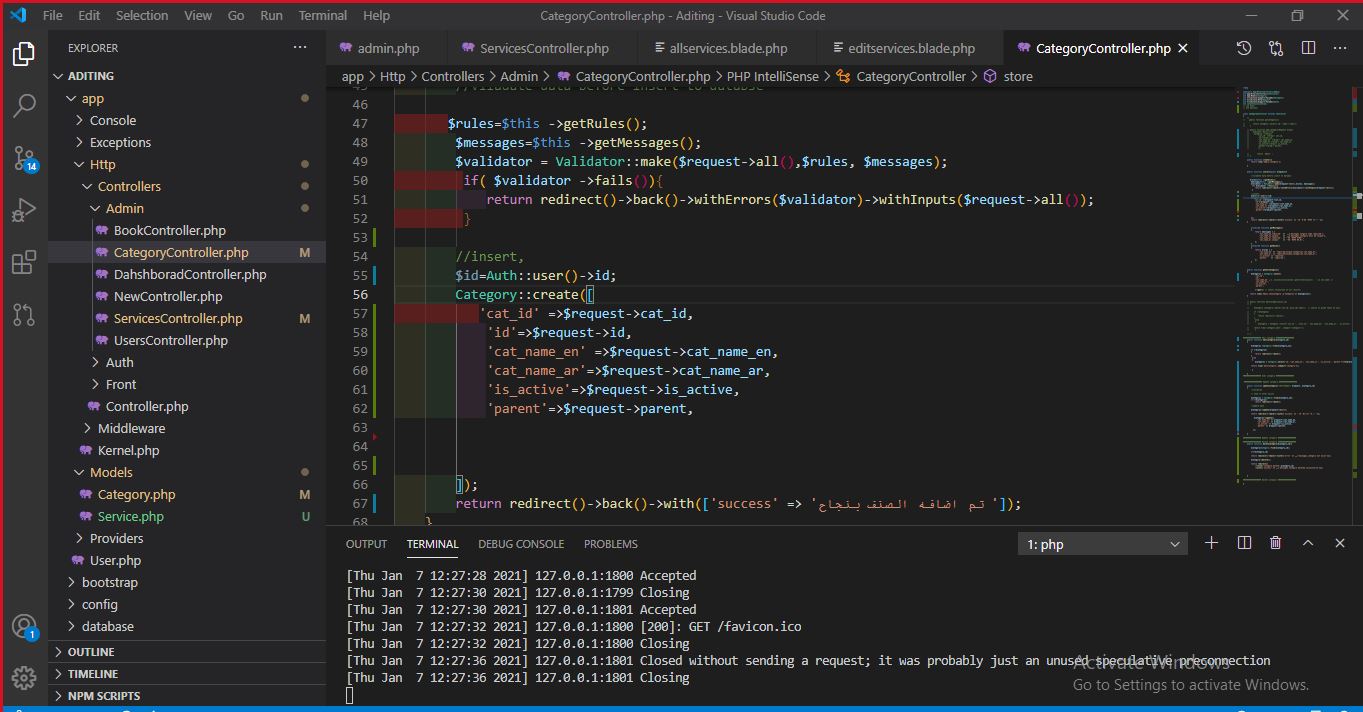 File Edit Selection View Go Run Terminal Help
CategoryController.php - Aditing - Visual Studio Code
EXPLORER
ADITING
app
Console
Exceptions
Http
Controllers
Admin
BookController.php
CategoryController.php M
DahshboradController.php
NewController.php
ServicesController.php M
UsersController.php
Auth
Front
Controller.php
Middleware
Kernel.php
Models
Category.php M
Service.php U
Providers
User.php
bootstrap
config
database
OUTLINE
TIMELINE
NPM SCRIPTS
14
1
admin.php ServicesController.php allservices.blade.php editservices.blade.php CategoryController.php
app > Http > Controllers > Admin > CategoryController.php > PHP IntelliSense > CategoryController > store
46
47 $rules=$this ->getRules();
48 $messages=$this ->getMessages();
49 $validator = Validator::make($request->all(),$rules, $messages);
50 if( $validator ->fails()){
51 return redirect()->back()->withErrors($validator)->withInputs($request->all());
52 }
53
54 //insert,
55 $id=Auth::user()->id;
56 Category::create([
57 'cat_id' =>$request->cat_id,
58 'id'=>$request->id,
59 'cat_name_en' =>$request->cat_name_en,
60 'cat_name_ar'=>$request->cat_name_ar,
61 'is_active'=>$request->is_active,
62 'parent'=>$request->parent,
63
64
65
66 ]);
67 return redirect()->back()->with(['success' => 'تم اضافه الصنف بنجاح ']);
68 }
OUTPUT TERMINAL DEBUG CONSOLE PROBLEMS
1: php
[Thu Jan  7 12:27:28 2021] 127.0.0.1:1800 Accepted
[Thu Jan  7 12:27:30 2021] 127.0.0.1:1799 Closing
[Thu Jan  7 12:27:30 2021] 127.0.0.1:1801 Accepted
[Thu Jan  7 12:27:32 2021] 127.0.0.1:1800 [200]: GET /favicon.ico
[Thu Jan  7 12:27:32 2021] 127.0.0.1:1800 Closing
[Thu Jan  7 12:27:36 2021] 127.0.0.1:1801 Closed without sending a request; it was probably just an unused speculative preconnection
[Thu Jan  7 12:27:36 2021] 127.0.0.1:1801 Closing
Activate Windows
Go to Settings to activate Windows.